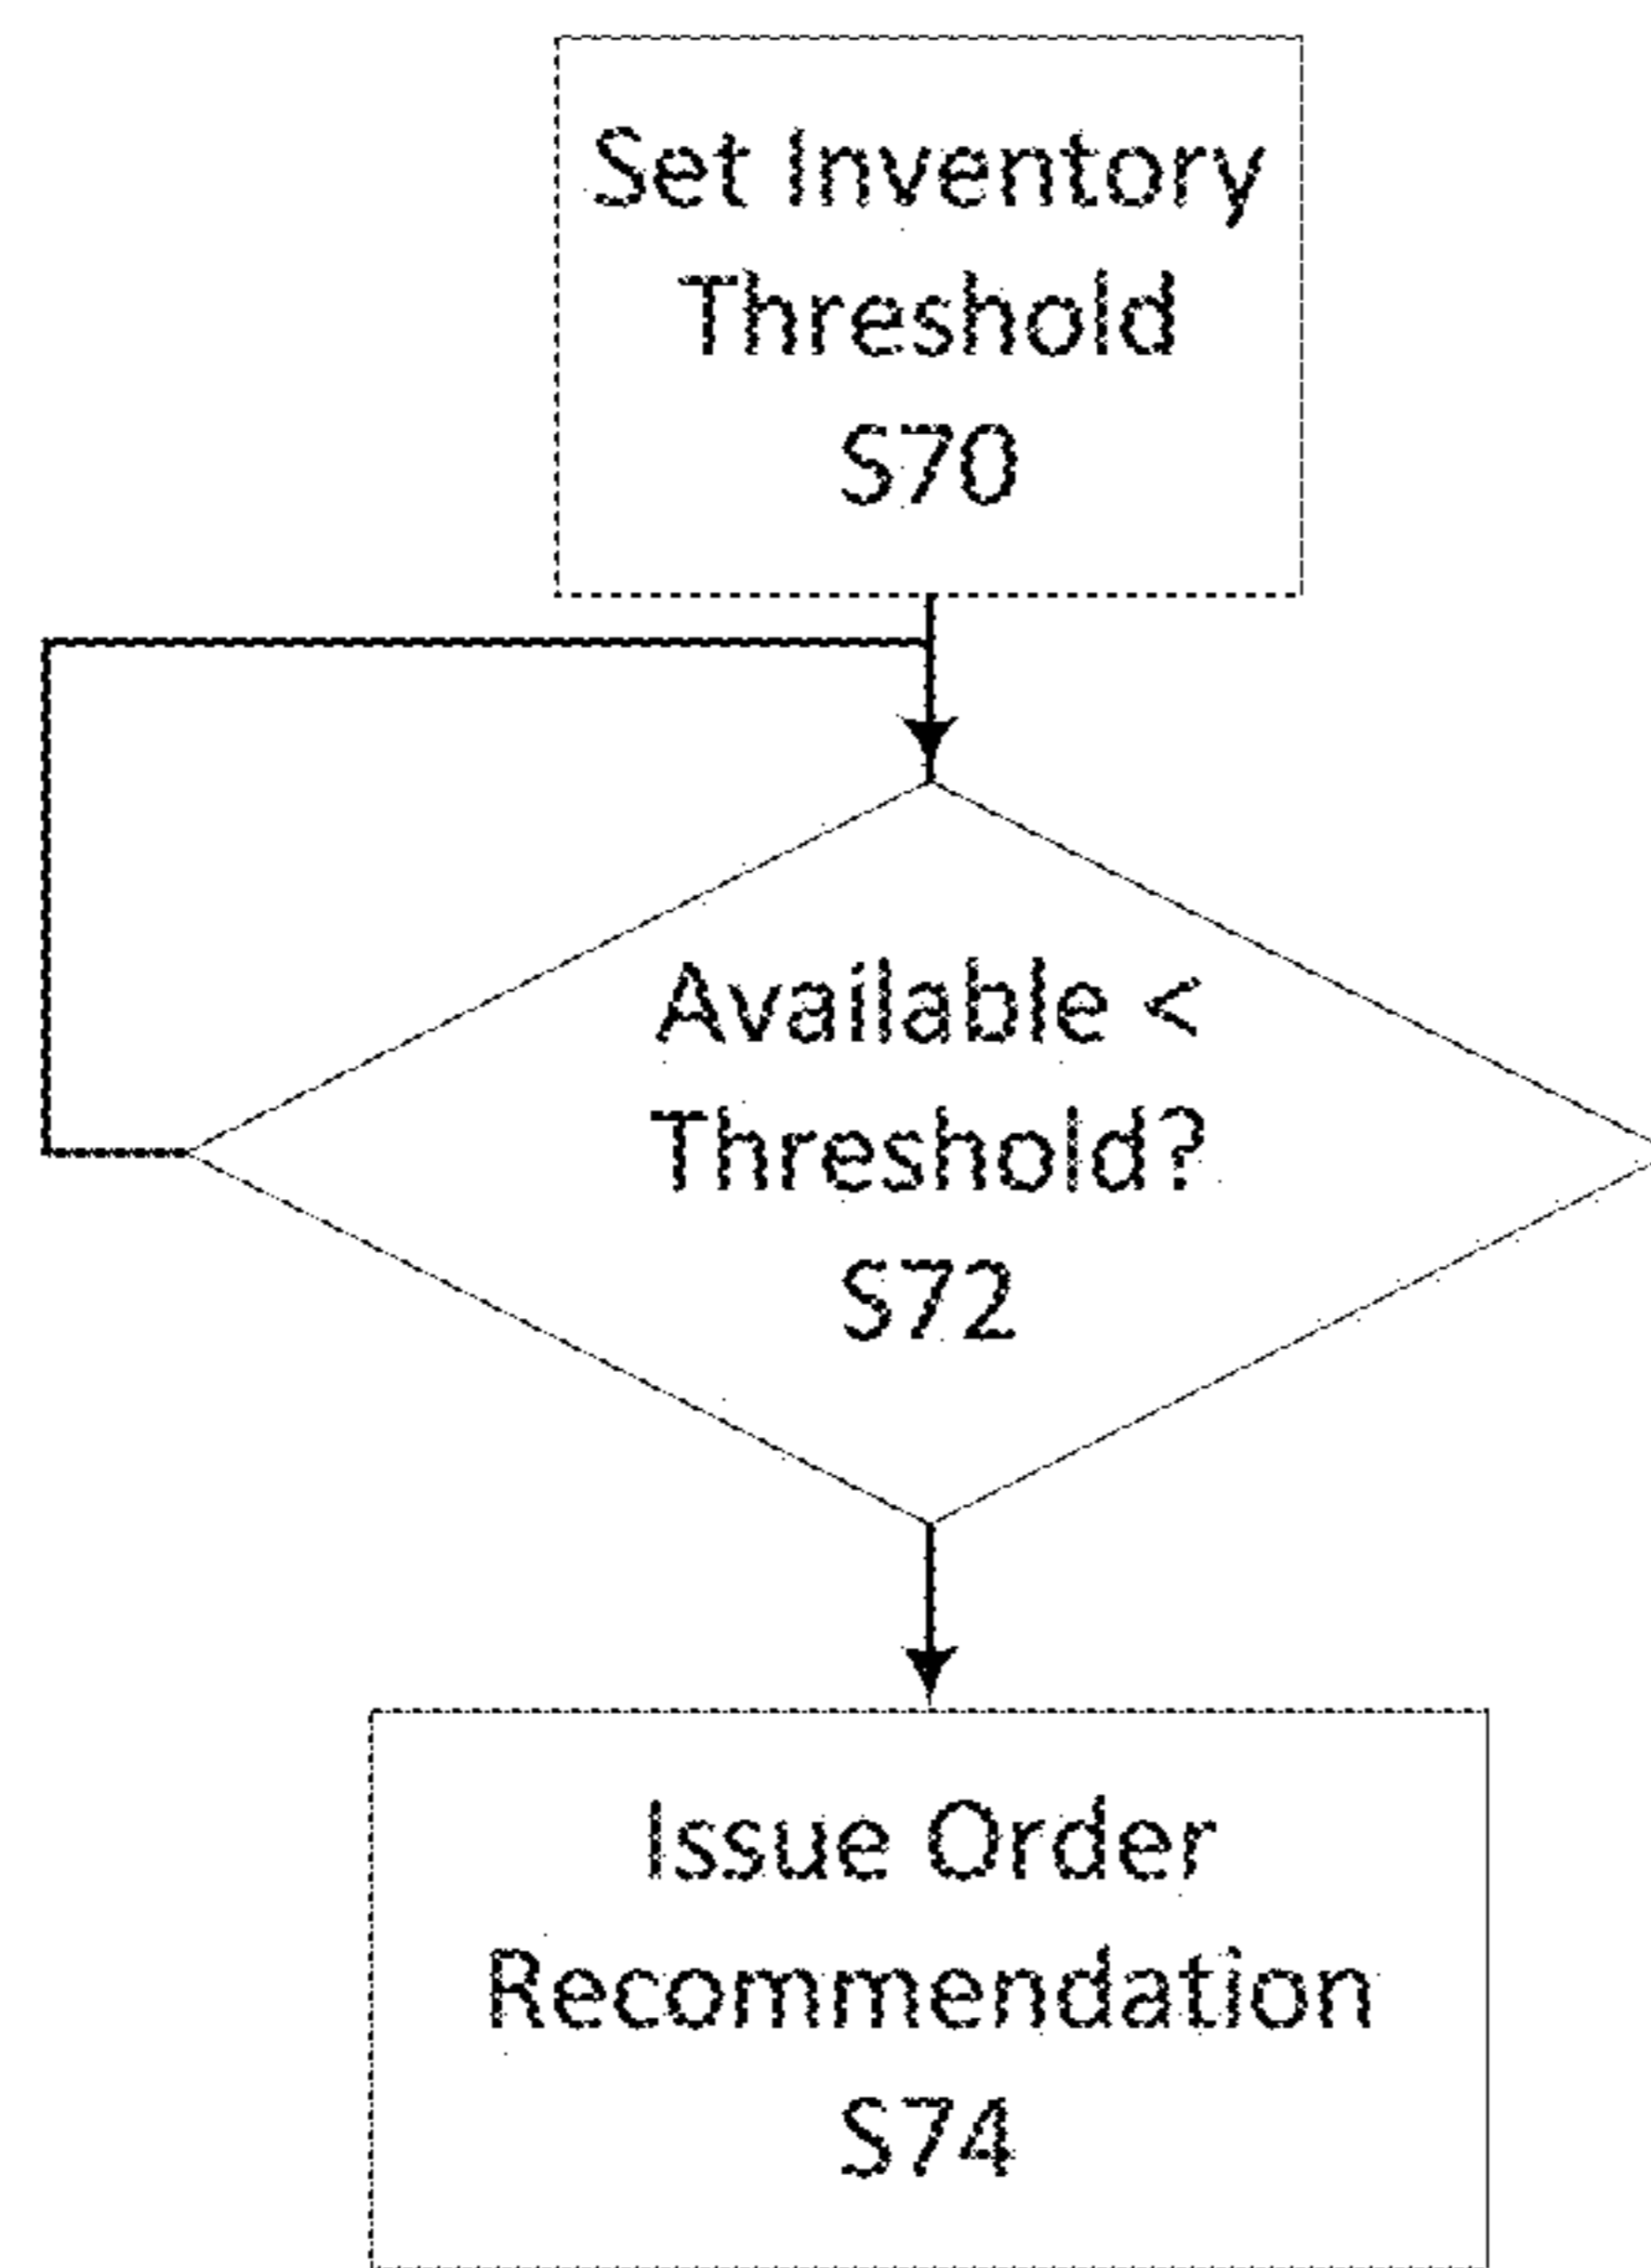 Set Inventory
Threshold
S70
Available <
Threshold?
S72
Issue Order
Recommendation
S74